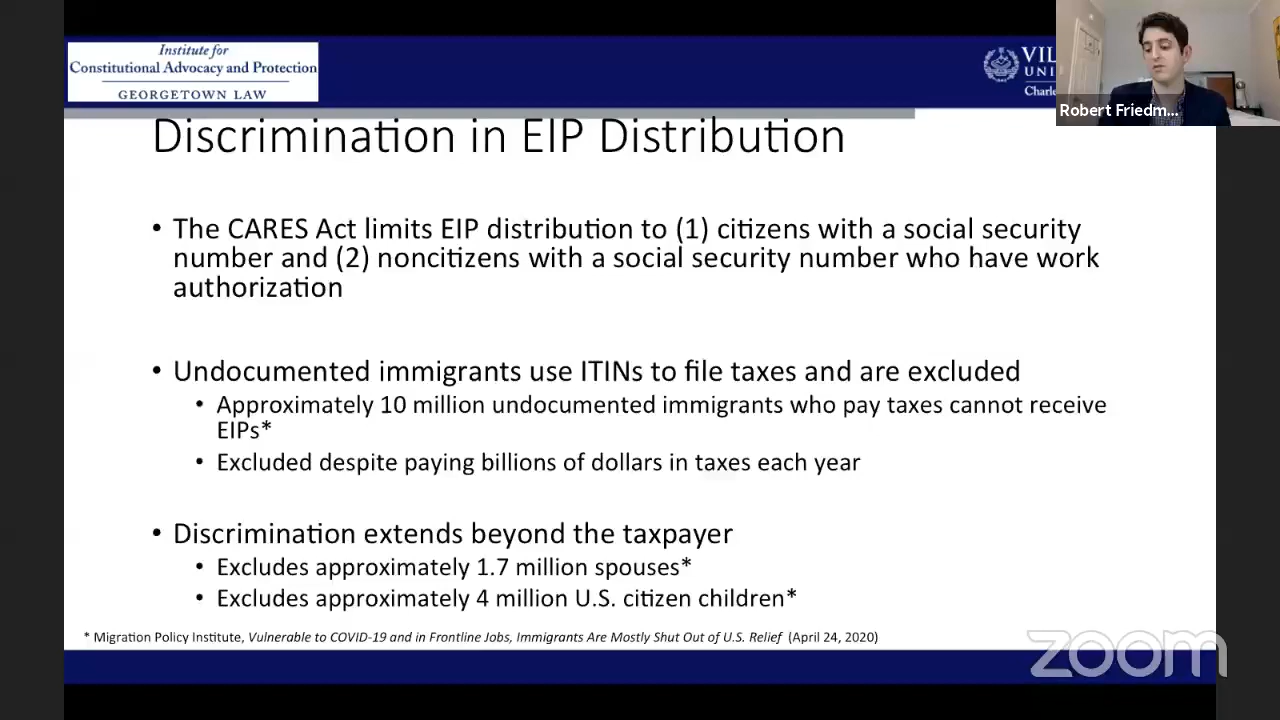 Institute for
Constitutional Advocacy and Protection
GEORGETOWN LAW
VIL
UNI
Charle
Robert Friedm...
Discrimination in EIP Distribution
• The CARES Act limits EIP distribution to (1) citizens with a social security
number and (2) noncitizens with a social security number who have work
authorization
• Undocumented immigrants use ITINs to file taxes and are excluded
• Approximately 10 million undocumented immigrants who pay taxes cannot receive
EIPs*
• Excluded despite paying billions of dollars in taxes each year
• Discrimination extends beyond the taxpayer
• Excludes approximately 1.7 million spouses*
• Excludes approximately 4 million U.S. citizen children*
* Migration Policy Institute, Vulnerable to COVID-19 and in Frontline Jobs, Immigrants Are Mostly Shut Out of U.S. Relief (April 24, 2020)
zoom